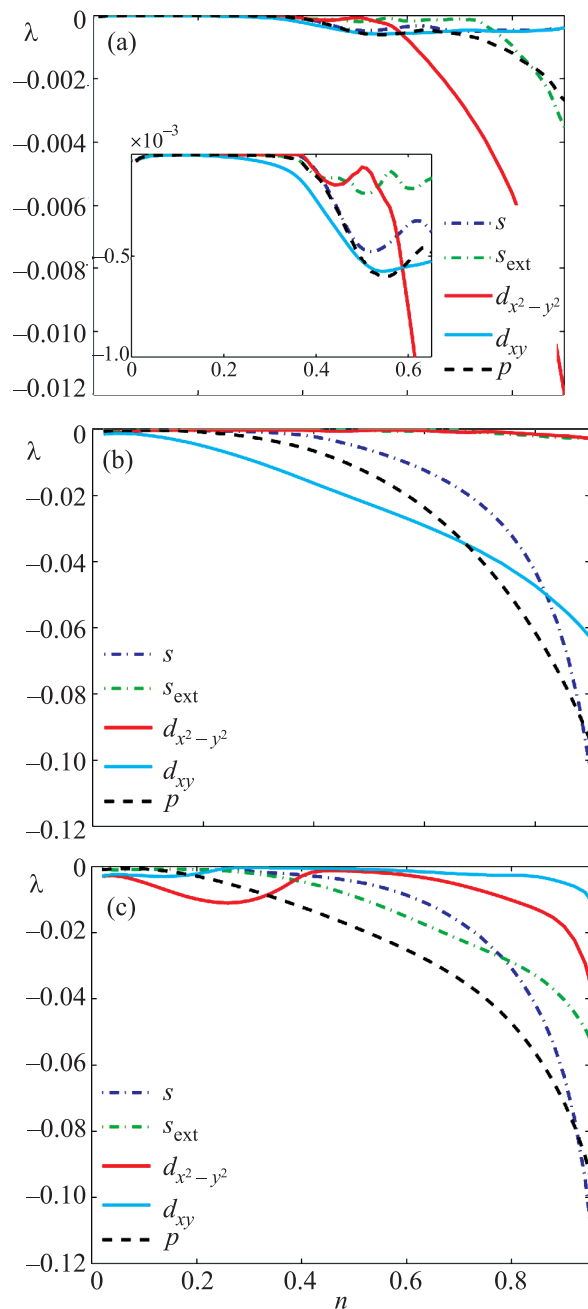 λ
0
(a)
−0.002
−0.004
×10⁻³
−0.006
−0.5
s
−0.008
s_ext
d_{x²−y²}
−0.010
−1.0
d_{xy}
0
0.2
0.4
0.6
p
−0.012
λ
0
(b)
−0.02
−0.04
−0.06
s
−0.08
s_ext
d_{x²−y²}
−0.10
d_{xy}
p
−0.12
λ
0
(c)
−0.02
−0.04
−0.06
s
−0.08
s_ext
d_{x²−y²}
−0.10
d_{xy}
p
−0.12
0
0.2
0.4
0.6
0.8
n